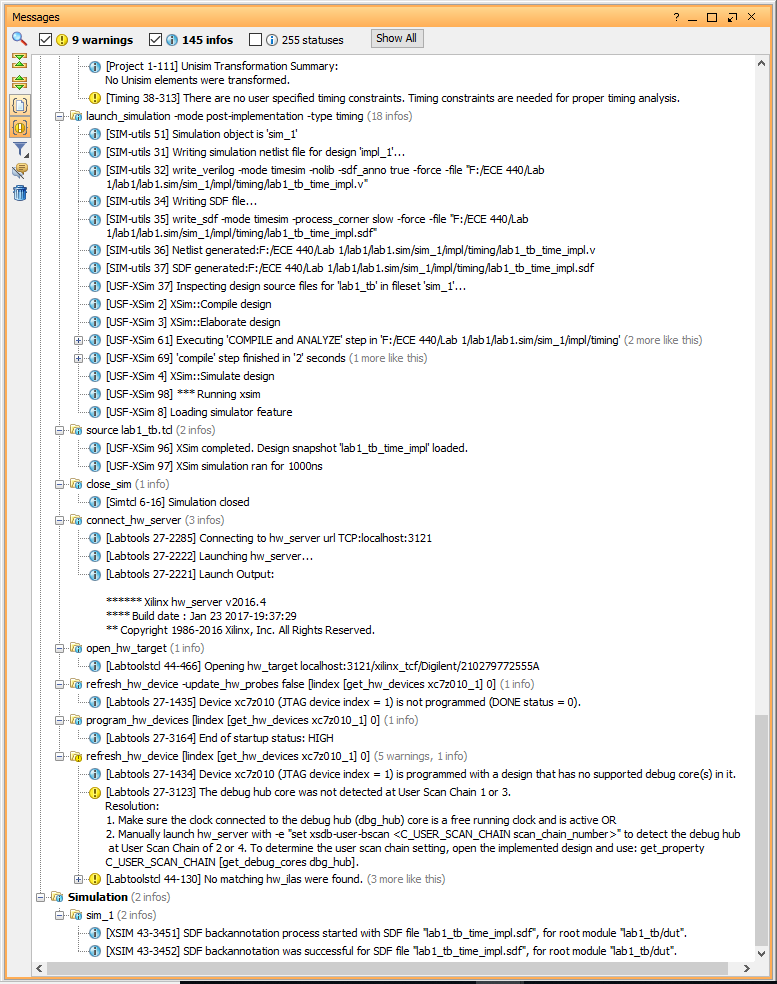 Messages
?
9 warnings
145 infos
255 statuses
Show All
[Project 1-111] Unisim Transformation Summary:
No Unisim elements were transformed.
[Timing 38-313] There are no user specified timing constraints. Timing constraints are needed for proper timing analysis.
launch_simulation -mode post-implementation -type timing (18 infos)
[SIM-utils 51] Simulation object is 'sim_1'
[SIM-utils 31] Writing simulation netlist file for design 'impl_1'...
[SIM-utils 32] write_verilog -mode timesim -nolib -sdf_anno true -force -file "F:/ECE 440/Lab
1/lab1/lab1.sim/sim_1/impl/timing/lab1_tb_time_impl.v"
[SIM-utils 34] Writing SDF file...
[SIM-utils 35] write_sdf -mode timesim -process_corner slow -force -file "F:/ECE 440/Lab
1/lab1/lab1.sim/sim_1/impl/timing/lab1_tb_time_impl.sdf"
[SIM-utils 36] Netlist generated:F:/ECE 440/Lab 1/lab1/lab1.sim/sim_1/impl/timing/lab1_tb_time_impl.v
[SIM-utils 37] SDF generated:F:/ECE 440/Lab 1/lab1/lab1.sim/sim_1/impl/timing/lab1_tb_time_impl.sdf
[USF-XSim 37] Inspecting design source files for 'lab1_tb' in fileset 'sim_1'...
[USF-XSim 2] XSim::Compile design
[USF-XSim 3] XSim::Elaborate design
[USF-XSim 61] Executing 'COMPILE and ANALYZE' step in 'F:/ECE 440/Lab 1/lab1/lab1.sim/sim_1/impl/timing' (2 more like this)
[USF-XSim 69] 'compile' step finished in '2' seconds (1 more like this)
[USF-XSim 4] XSim::Simulate design
[USF-XSim 98] *** Running xsim
[USF-XSim 8] Loading simulator feature
source lab1_tb.tcl (2 infos)
[USF-XSim 96] XSim completed. Design snapshot 'lab1_tb_time_impl' loaded.
[USF-XSim 97] XSim simulation ran for 1000ns
close_sim (1 info)
[Simtcl 6-16] Simulation closed
connect_hw_server (3 infos)
[Labtools 27-2285] Connecting to hw_server url TCP:localhost:3121
[Labtools 27-2222] Launching hw_server...
[Labtools 27-2221] Launch Output:
****** Xilinx hw_server v2016.4
**** Build date : Jan 23 2017-19:37:29
** Copyright 1986-2016 Xilinx, Inc. All Rights Reserved.
open_hw_target (1 info)
[Labtoolstcl 44-466] Opening hw_target localhost:3121/xilinx_tcf/Digilent/210279772555A
refresh_hw_device -update_hw_probes false [lindex [get_hw_devices xc7z010_1] 0] (1 info)
[Labtools 27-1435] Device xc7z010 (JTAG device index = 1) is not programmed (DONE status = 0).
program_hw_devices [lindex [get_hw_devices xc7z010_1] 0] (1 info)
[Labtools 27-3164] End of startup status: HIGH
refresh_hw_device [lindex [get_hw_devices xc7z010_1] 0] (5 warnings, 1 info)
[Labtools 27-1434] Device xc7z010 (JTAG device index = 1) is programmed with a design that has no supported debug core(s) in it.
[Labtools 27-3123] The debug hub core was not detected at User Scan Chain 1 or 3.
Resolution:
1. Make sure the clock connected to the debug hub (dbg_hub) core is a free running clock and is active OR
2. Manually launch hw_server with -e "set xsdb-user-bscan <C_USER_SCAN_CHAIN scan_chain_number>" to detect the debug hub
at User Scan Chain of 2 or 4. To determine the user scan chain setting, open the implemented design and use: get_property
C_USER_SCAN_CHAIN [get_debug_cores dbg_hub].
[Labtoolstcl 44-130] No matching hw_ilas were found. (3 more like this)
Simulation (2 infos)
sim_1 (2 infos)
[XSIM 43-3451] SDF backannotation process started with SDF file "lab1_tb_time_impl.sdf", for root module "lab1_tb/dut".
[XSIM 43-3452] SDF backannotation was successful for SDF file "lab1_tb_time_impl.sdf", for root module "lab1_tb/dut".